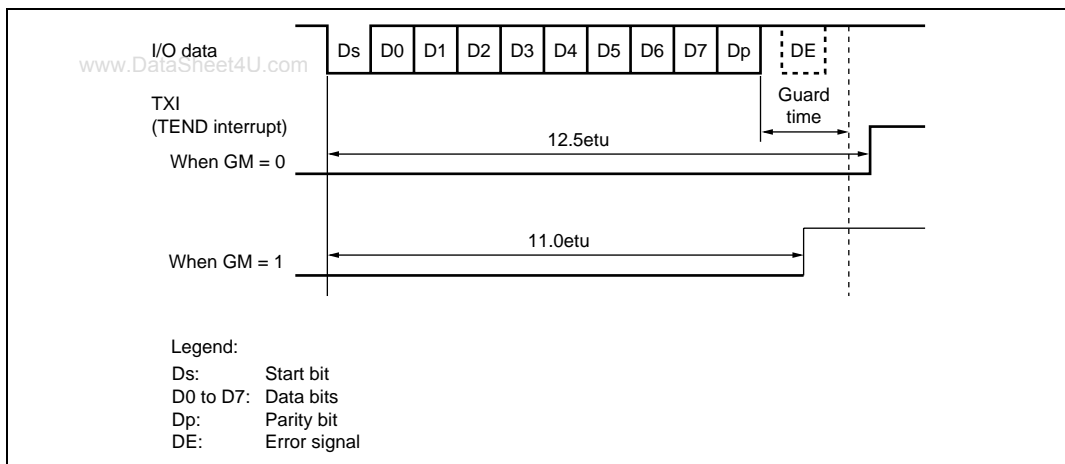 I/O data
Ds D0 D1 D2 D3 D4 D5 D6 D7 Dp DE
www.DataSheet4U.com
Guard
time
TXI
(TEND interrupt)
12.5etu
When GM = 0
11.0etu
When GM = 1
Legend:
Ds: Start bit
D0 to D7: Data bits
Dp: Parity bit
DE: Error signal